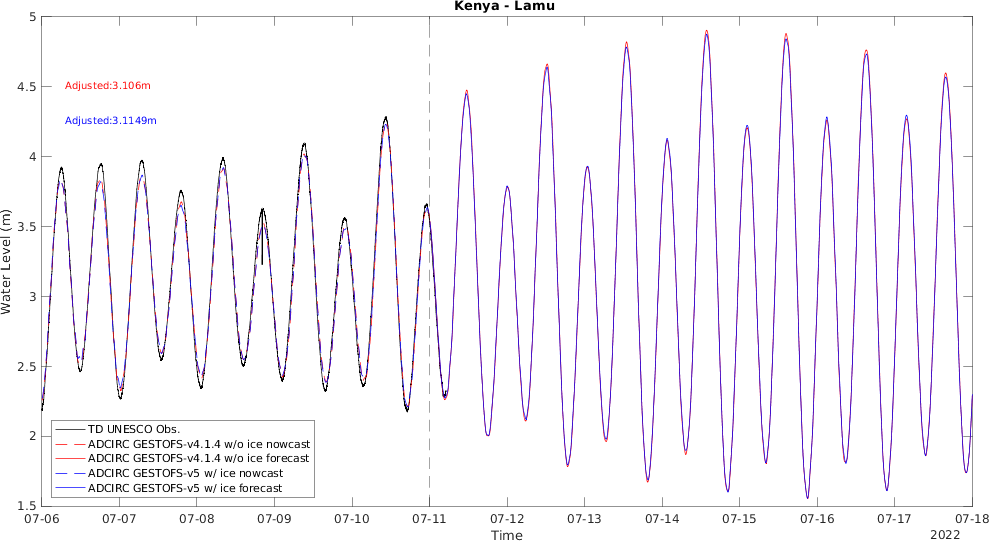 Kenya - Lamu
Water Level (m)
5
4.5
4
3.5
3
2.5
2
1.5
Adjusted:3.106m
Adjusted:3.1149m
TD UNESCO Obs.
ADCIRC GESTOFS-v4.1.4 w/o ice nowcast
ADCIRC GESTOFS-v4.1.4 w/o ice forecast
ADCIRC GESTOFS-v5 w/ ice nowcast
ADCIRC GESTOFS-v5 w/ ice forecast
07-06 07-07 07-08 07-09 07-10 07-11 07-12 07-13 07-14 07-15 07-16 07-17 07-18
Time
2022